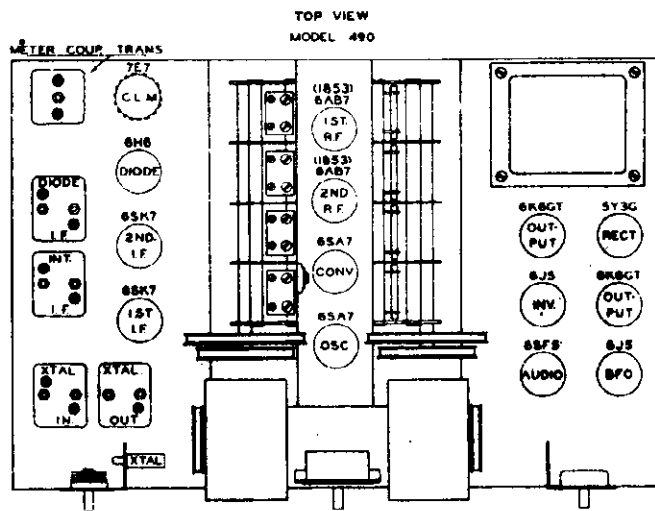 TOP VIEW
MODEL 490
METER COUP. TRANS
7E7
C.L.M.
6H6
DIODE
DIODE
I.F.
6SK7
2ND.
I.F.
INT.
I.F.
6SK7
1ST
I.F.
XTAL
IN.
XTAL
OUT
XTAL
(1853)
6AB7
1ST.
R.F.
(1853)
6AB7
2ND
R.F.
6SA7
CONV
6SA7
OSC
6K6GT
OUT-
PUT
5Y3G
RECT
6J5
INV.
6K6GT
OUT-
PUT
6SF5
AUDIO
6J5
BFO